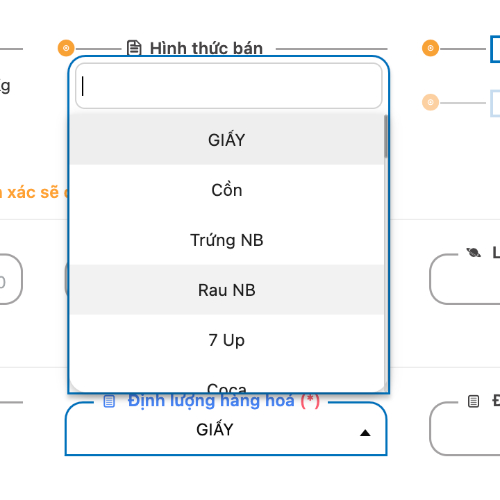 Hình thức bán
GIẤY
Cồn
Trứng NB
Rau NB
7 Up
Coca
xác sẽ
Định lượng hàng hoá (*)
GIẤY